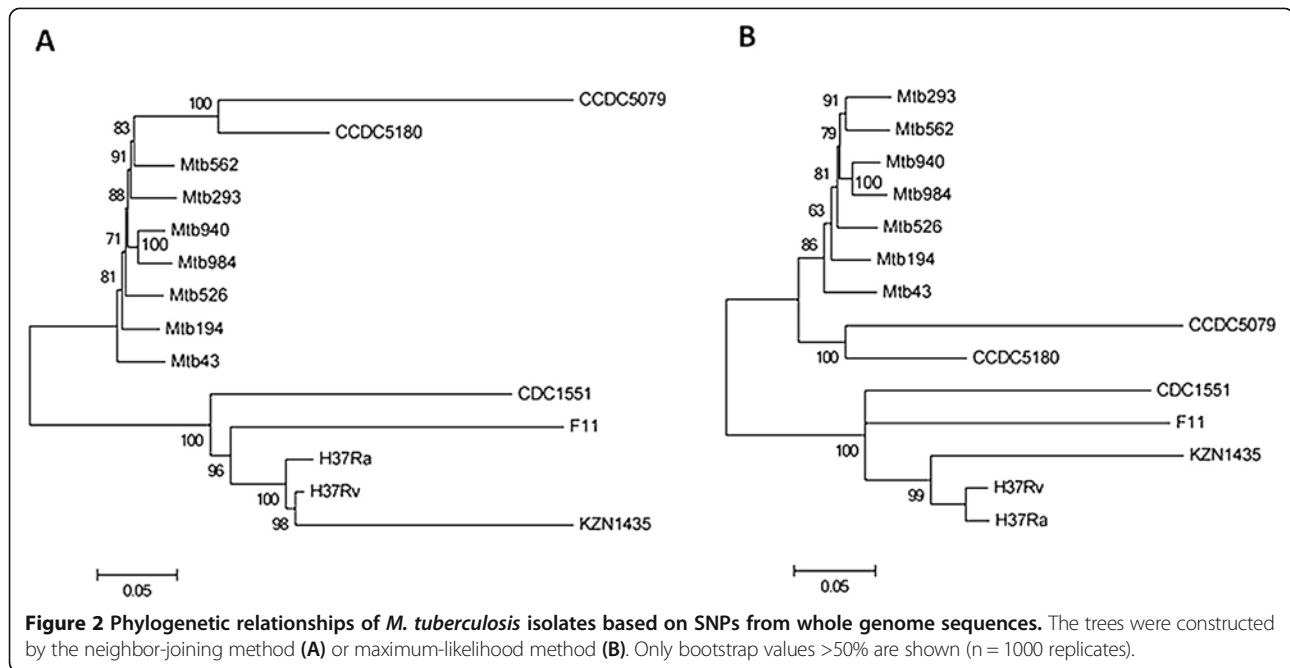 A
100
CCDC5079
83
CCDC5180
91
Mtb562
88
Mtb293
Mtb940
71
100
Mtb984
81
Mtb526
Mtb194
Mtb43
CDC1551
100
F11
96
H37Ra
100
H37Rv
98
KZN1435
0.05
B
91
Mtb293
79
Mtb562
81
Mtb940
100
Mtb984
63
Mtb526
86
Mtb194
Mtb43
CCDC5079
100
CCDC5180
CDC1551
F11
100
KZN1435
99
H37Rv
H37Ra
0.05
Figure 2 Phylogenetic relationships of M. tuberculosis isolates based on SNPs from whole genome sequences. The trees were constructed
by the neighbor-joining method (A) or maximum-likelihood method (B). Only bootstrap values >50% are shown (n = 1000 replicates).